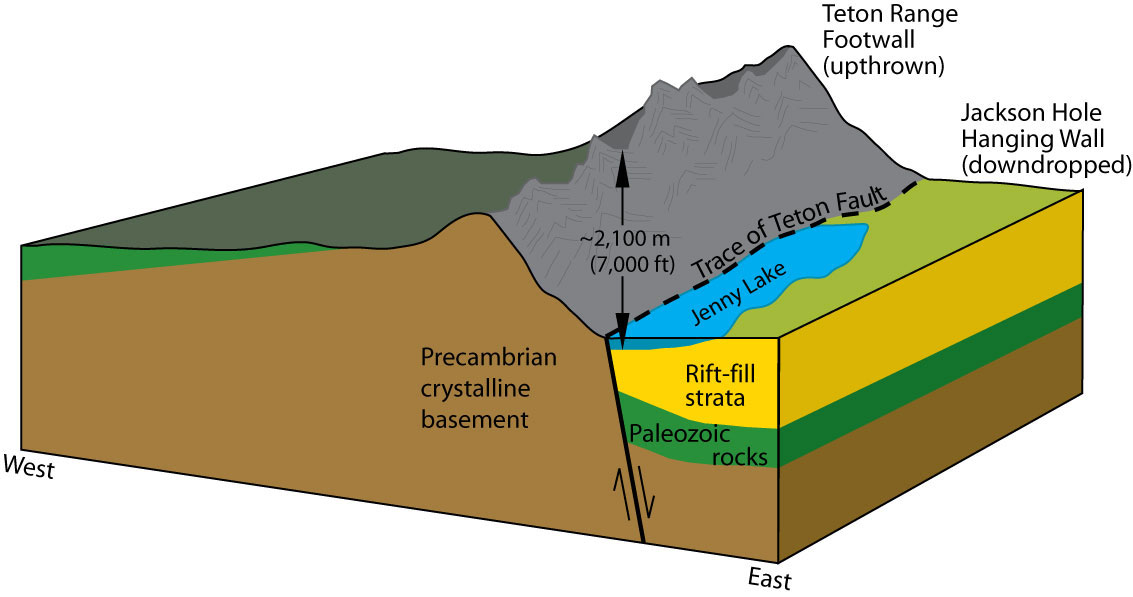 Teton Range
Footwall
(upthrown)
Jackson Hole
Hanging Wall
(downdropped)
~2,100 m
(7,000 ft)
Trace of Teton Fault
Jenny Lake
Precambrian
crystalline
basement
Rift-fill
strata
Paleozoic
rocks
West
East